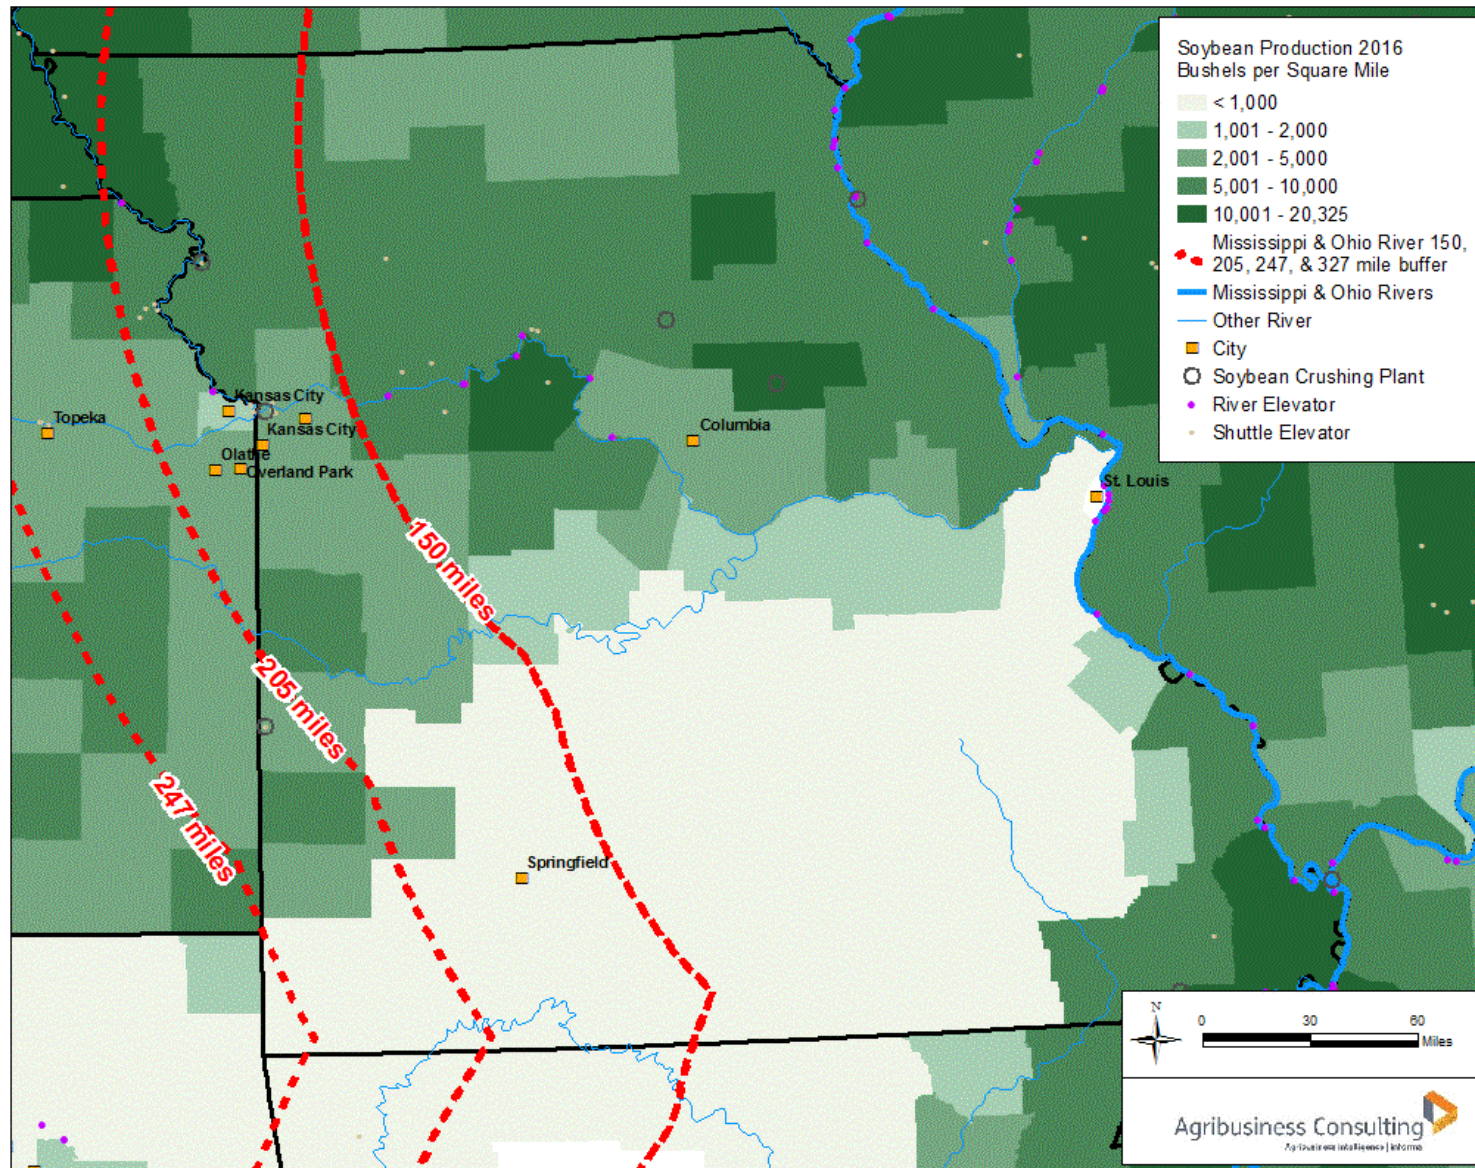 Soybean Production 2016
Bushels per Square Mile
< 1,000
1,001 - 2,000
2,001 - 5,000
5,001 - 10,000
10,001 - 20,325
Mississippi & Ohio River 150,
205, 247, & 327 mile buffer
Mississippi & Ohio Rivers
Other River
City
Soybean Crushing Plant
River Elevator
Shuttle Elevator
Kansas City
Topeka
Kansas City
Columbia
Olathe
Overland Park
St. Louis
150 miles
205 miles
247 miles
Springfield
N
0 30 60
Miles
Agribusiness Consulting
Agribusiness intelligence | informa